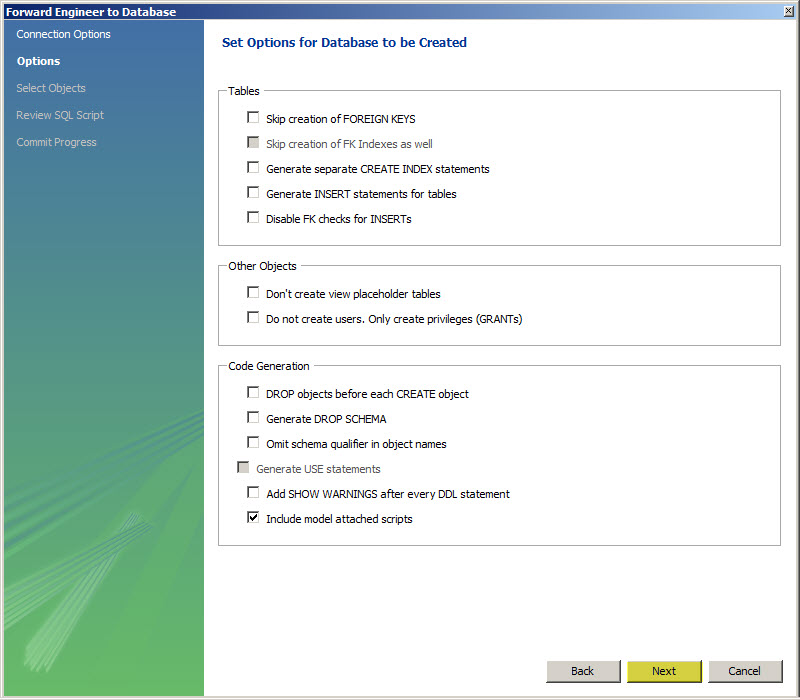 Forward Engineer to Database
Connection Options
Options
Select Objects
Review SQL Script
Commit Progress
Set Options for Database to be Created
Tables
Skip creation of FOREIGN KEYS
Skip creation of FK Indexes as well
Generate separate CREATE INDEX statements
Generate INSERT statements for tables
Disable FK checks for INSERTs
Other Objects
Don't create view placeholder tables
Do not create users. Only create privileges (GRANTs)
Code Generation
DROP objects before each CREATE object
Generate DROP SCHEMA
Omit schema qualifier in object names
Generate USE statements
Add SHOW WARNINGS after every DDL statement
Include model attached scripts
Back Next Cancel